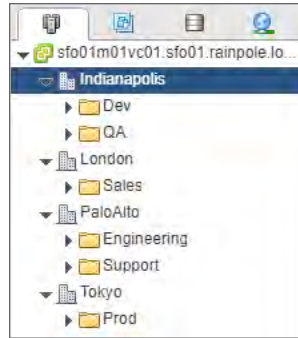 sfo01m01vc01.sfo01.rainpole.lo...
Indianapolis
Dev
QA
London
Sales
PaloAlto
Engineering
Support
Tokyo
Prod